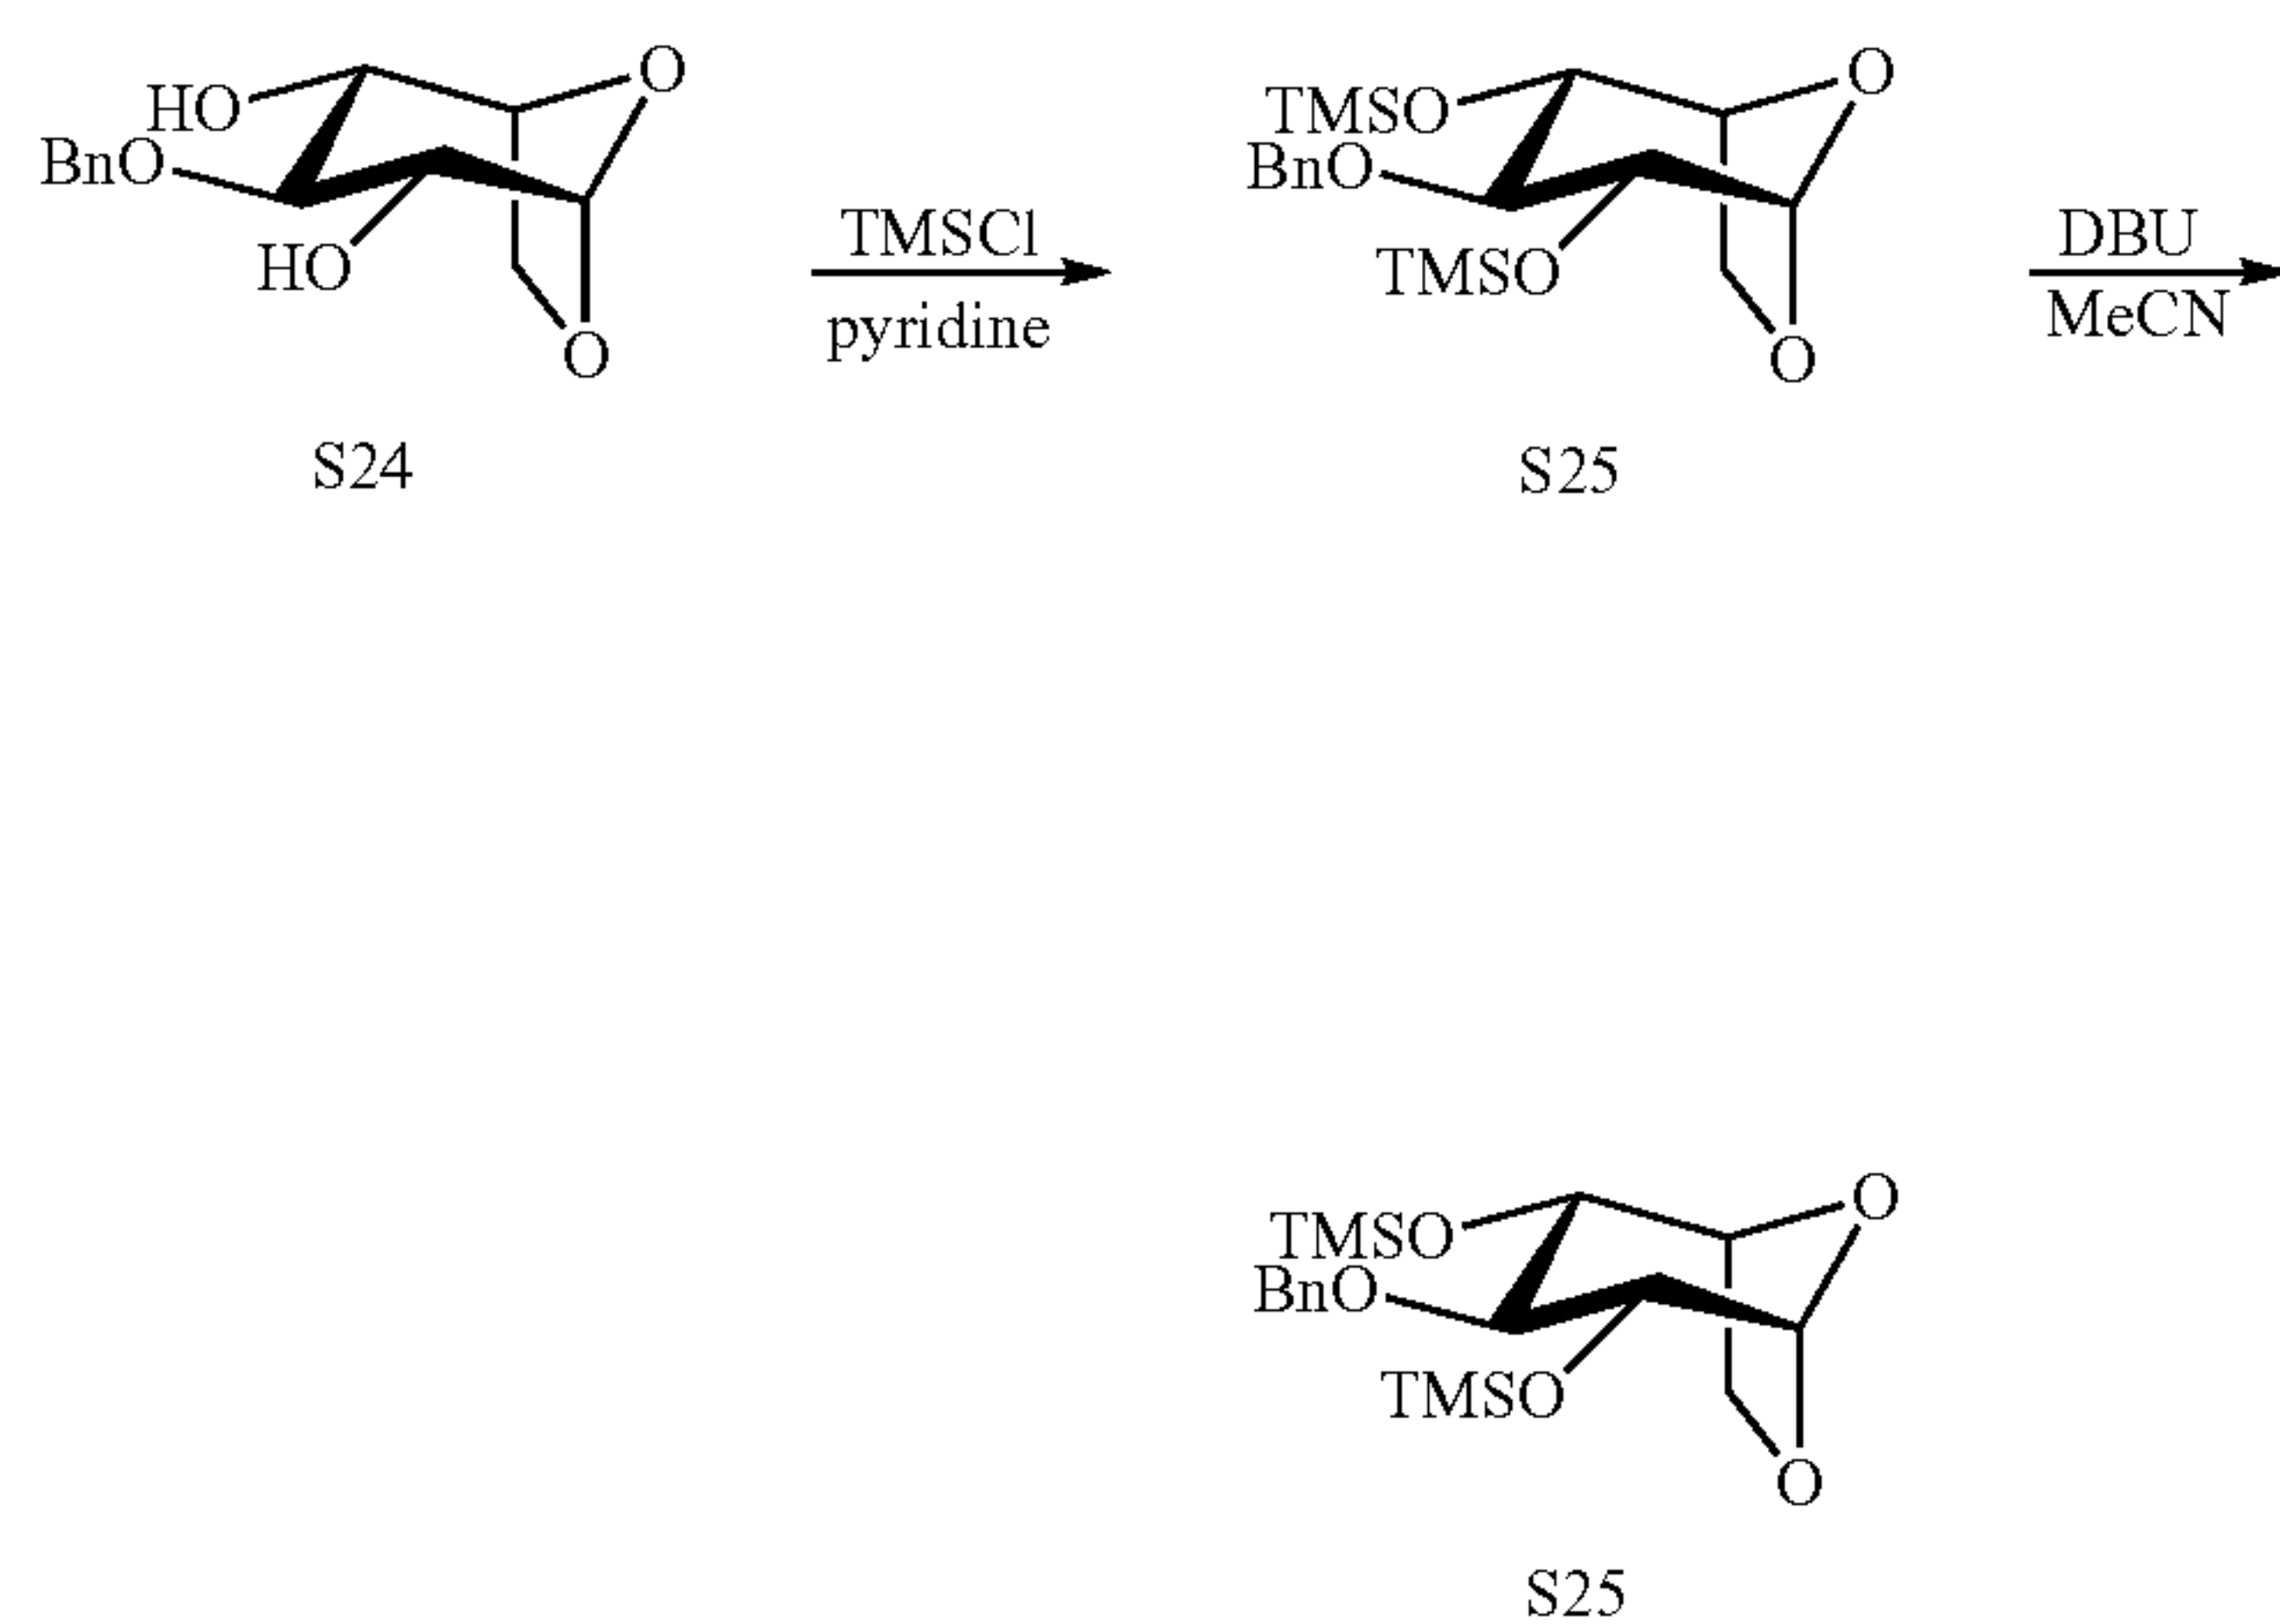 O
O
HO
TMSO
BnO
BnO
HO
TMSCl
TMSO
DBU
pyridine
MeCN
O
O
S24
S25
O
TMSO
BnO
TMSO
O
S25